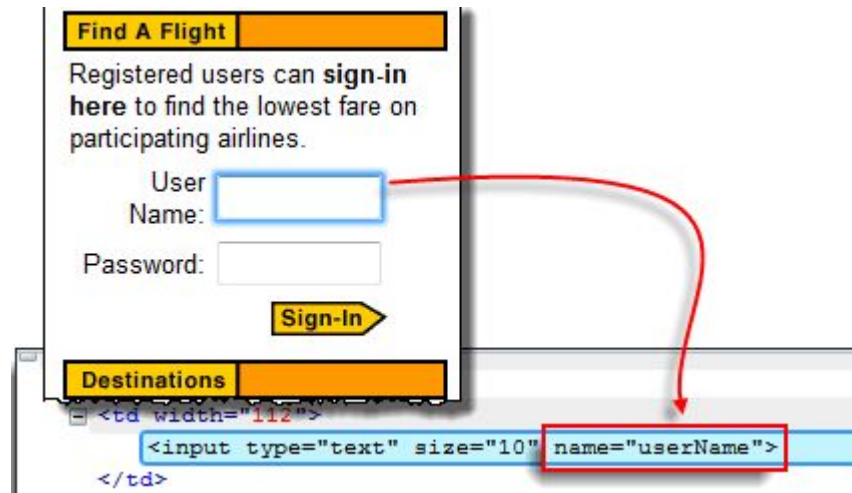 Find A Flight
Registered users can sign-in
here to find the lowest fare on
participating airlines.
User
Name:
Password:
Sign-In
Destinations
<td width="112">
<input type="text" size="10" name="userName">
</td>